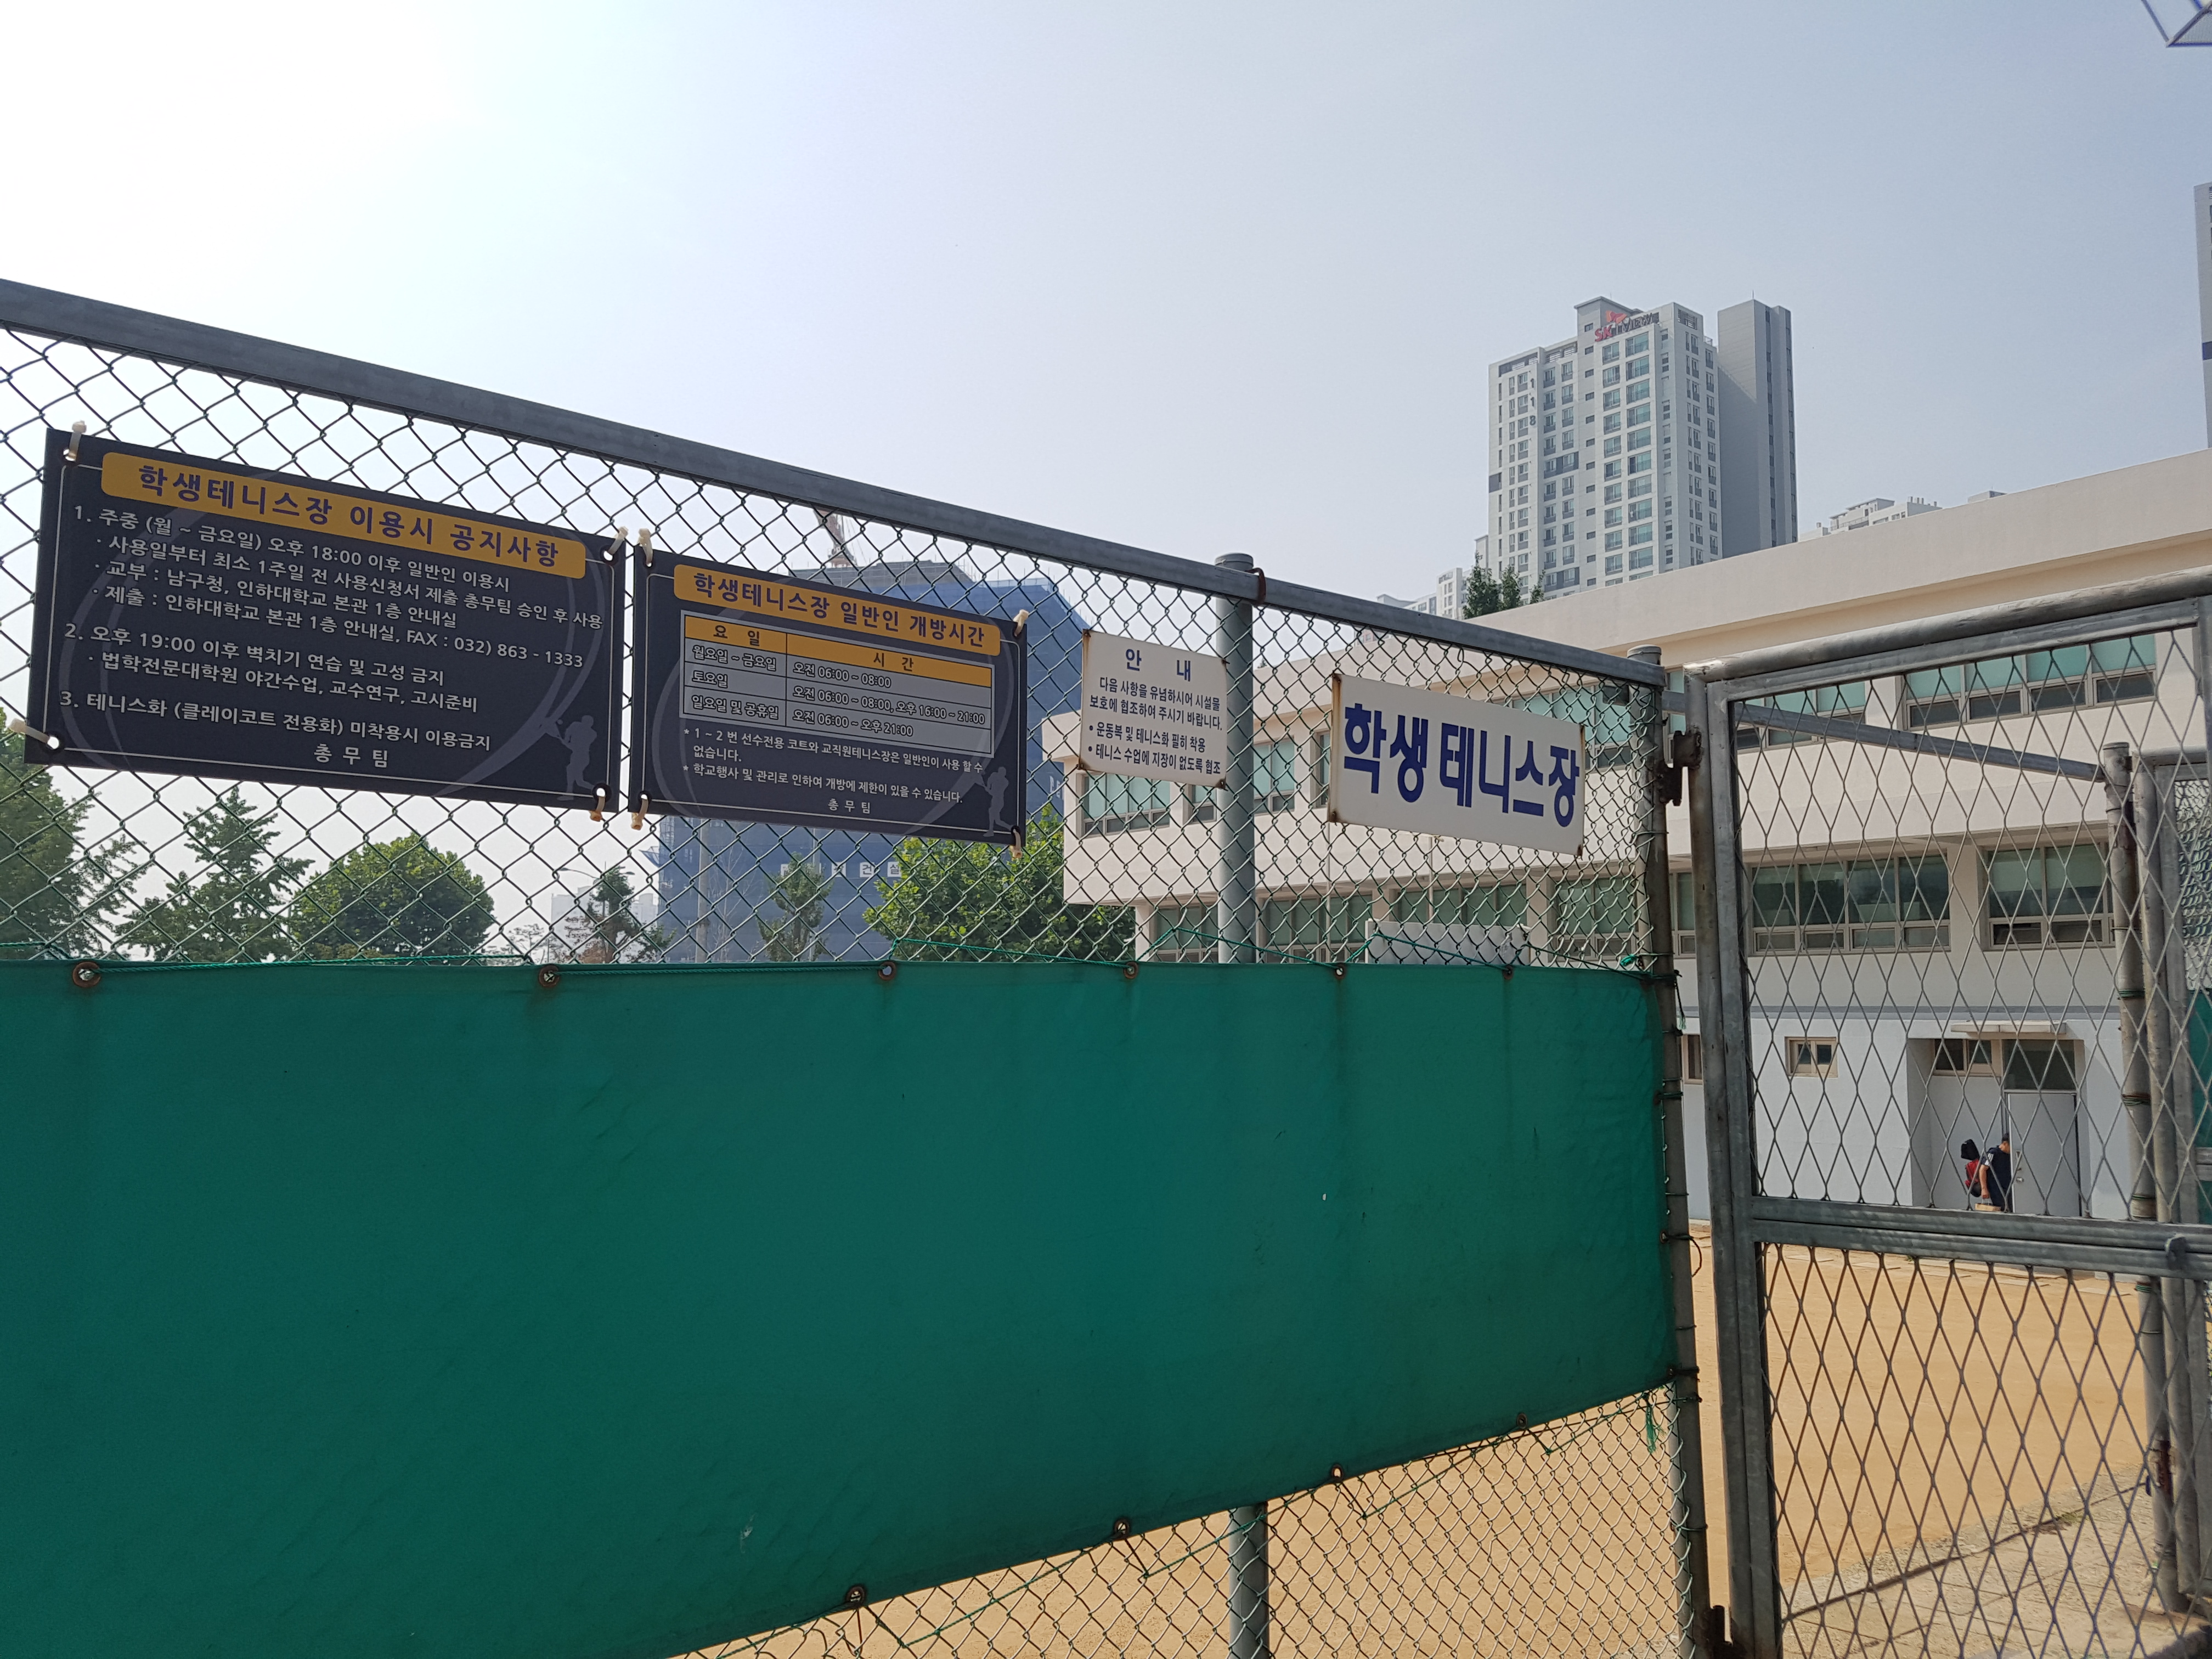 학생테니스장 이용시 공지사항
1. 주중 (월 ~ 금요일) 오후 18:00 이후 일반인 이용시
· 사용일부터 최소 1주일 전 사용신청서 제출 총무팀 승인 후 사용
· 교부 : 남구청, 인하대학교 본관 1층 안내실
· 제출 : 인하대학교 본관 1층 안내실, FAX : 032) 863 - 1333
2. 오후 19:00 이후 벽치기 연습 및 고성 금지
· 법학전문대학원 야간수업, 교수연구, 고시준비
3. 테니스화 (클레이코트 전용화) 미착용시 이용금지
총 무 팀
학생테니스장 일반인 개방시간
요 일 시 간
월요일 ~ 금요일 오전 06:00 ~ 08:00
토요일 오전 06:00 ~ 08:00, 오후 16:00 ~ 21:00
일요일 및 공휴일 오전 06:00 ~ 오후 21:00
* 1 ~ 2 번 선수전용 코트와 교직원테니스장은 일반인이 사용 할 수
없습니다.
* 학교행사 및 관리로 인하여 개방에 제한이 있을 수 있습니다.
총 무 팀
안 내
다음 사항을 유념하시어 시설물
보호에 협조하여 주시기 바랍니다.
• 운동복 및 테니스화 필히 착용
• 테니스 수업에 지장이 없도록 협조
학생테니스장
SK VIEW
118